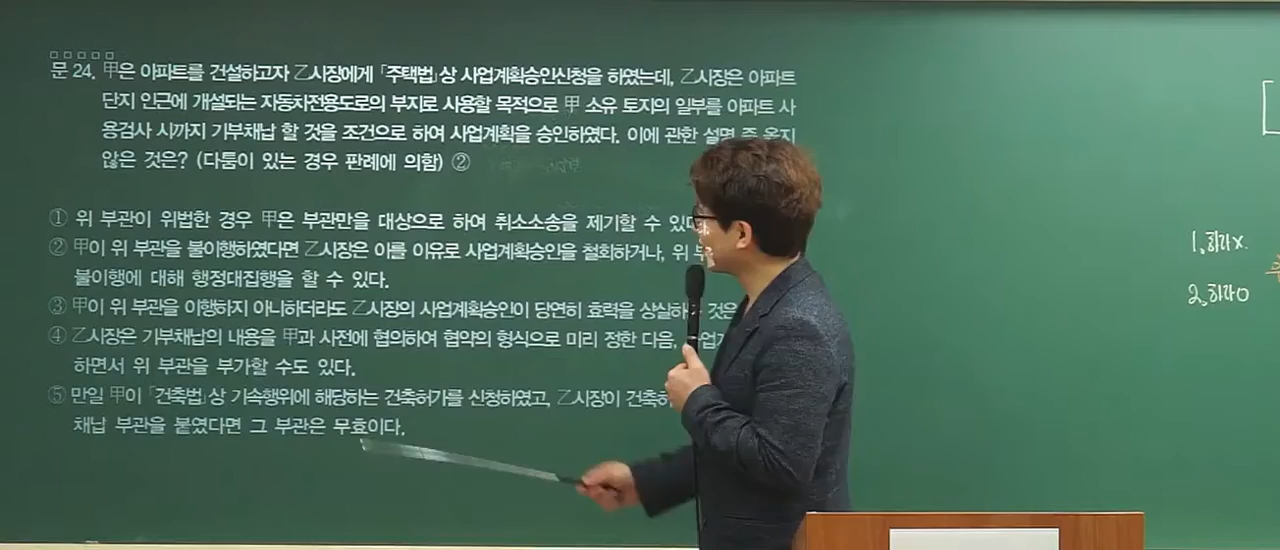 문 24. 甲은 아파트를 건설하고자 乙시장에게 「주택법」상 사업계획승인신청을 하였는데, 乙시장은 아파트
단지 인근에 개설되는 자동차전용도로의 부지로 사용할 목적으로 甲 소유 토지의 일부를 아파트 사
용검사 시까지 기부채납 할 것을 조건으로 하여 사업계획을 승인하였다. 이에 관한 설명 중 옳지
않은 것은? (다툼이 있는 경우 판례에 의함) ②
① 위 부관이 위법한 경우 甲은 부관만을 대상으로 하여 취소소송을 제기할 수 있
② 甲이 위 부관을 불이행하였다면 乙시장은 이를 이유로 사업계획승인을 철회하거나, 위
불이행에 대해 행정대집행을 할 수 있다.
③ 甲이 위 부관을 이행하지 아니하더라도 乙시장의 사업계획승인이 당연히 효력을 상실하 것은
④ 乙시장은 기부채납의 내용을 甲과 사전에 협의하여 협약의 형식으로 미리 정한 다음,
하면서 위 부관을 부가할 수도 있다.
⑤ 만일 甲이 「건축법」상 기속행위에 해당하는 건축허가를 신청하였고, 乙시장이 건축허
채납 부관을 붙였다면 그 부관은 무효이다.
1. 하라x.
2. 하라o